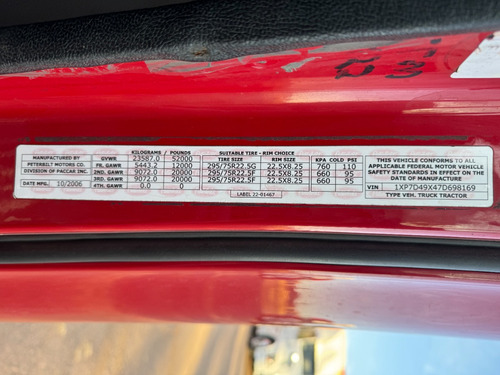 KILOGRAMS / POUNDS
SUITABLE TIRE - RIM CHOICE
MANUFACTURED BY
PETERBILT MOTORS CO.
DIVISION OF PACCAR INC.
DATE MFG. 10/2006
GVWR 23587.0 52000
FR. GAWR 5443.2 12000
2ND. GAWR 9072.0 20000
3RD. GAWR 9072.0 20000
4TH. GAWR 0.0 0
TIRE SIZE RIM SIZE KPA COLD PSI
295/75R22.5G 22.5X8.25 760 110
295/75R22.5F 22.5X8.25 660 95
295/75R22.5F 22.5X8.25 660 95
LABEL 22-01467
THIS VEHICLE CONFORMS TO ALL
APPLICABLE FEDERAL MOTOR VEHICLE
SAFETY STANDARDS IN EFFECT ON THE
DATE OF MANUFACTURE
VIN 1XP7D49X47D698169
TYPE VEH. TRUCK TRACTOR